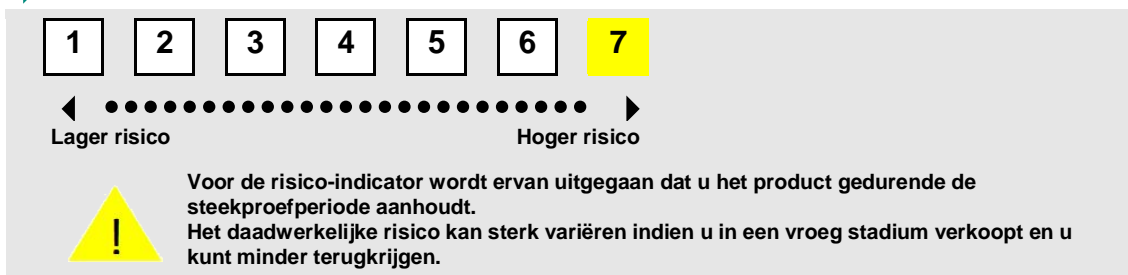 1 2 3 4 5 6 7
Lager risico Hoger risico
Voor de risico-indicator wordt ervan uitgegaan dat u het product gedurende de
steekproefperiode aanhoudt.
!
Het daadwerkelijke risico kan sterk variëren indien u in een vroeg stadium verkoopt en u
kunt minder terugkrijgen.